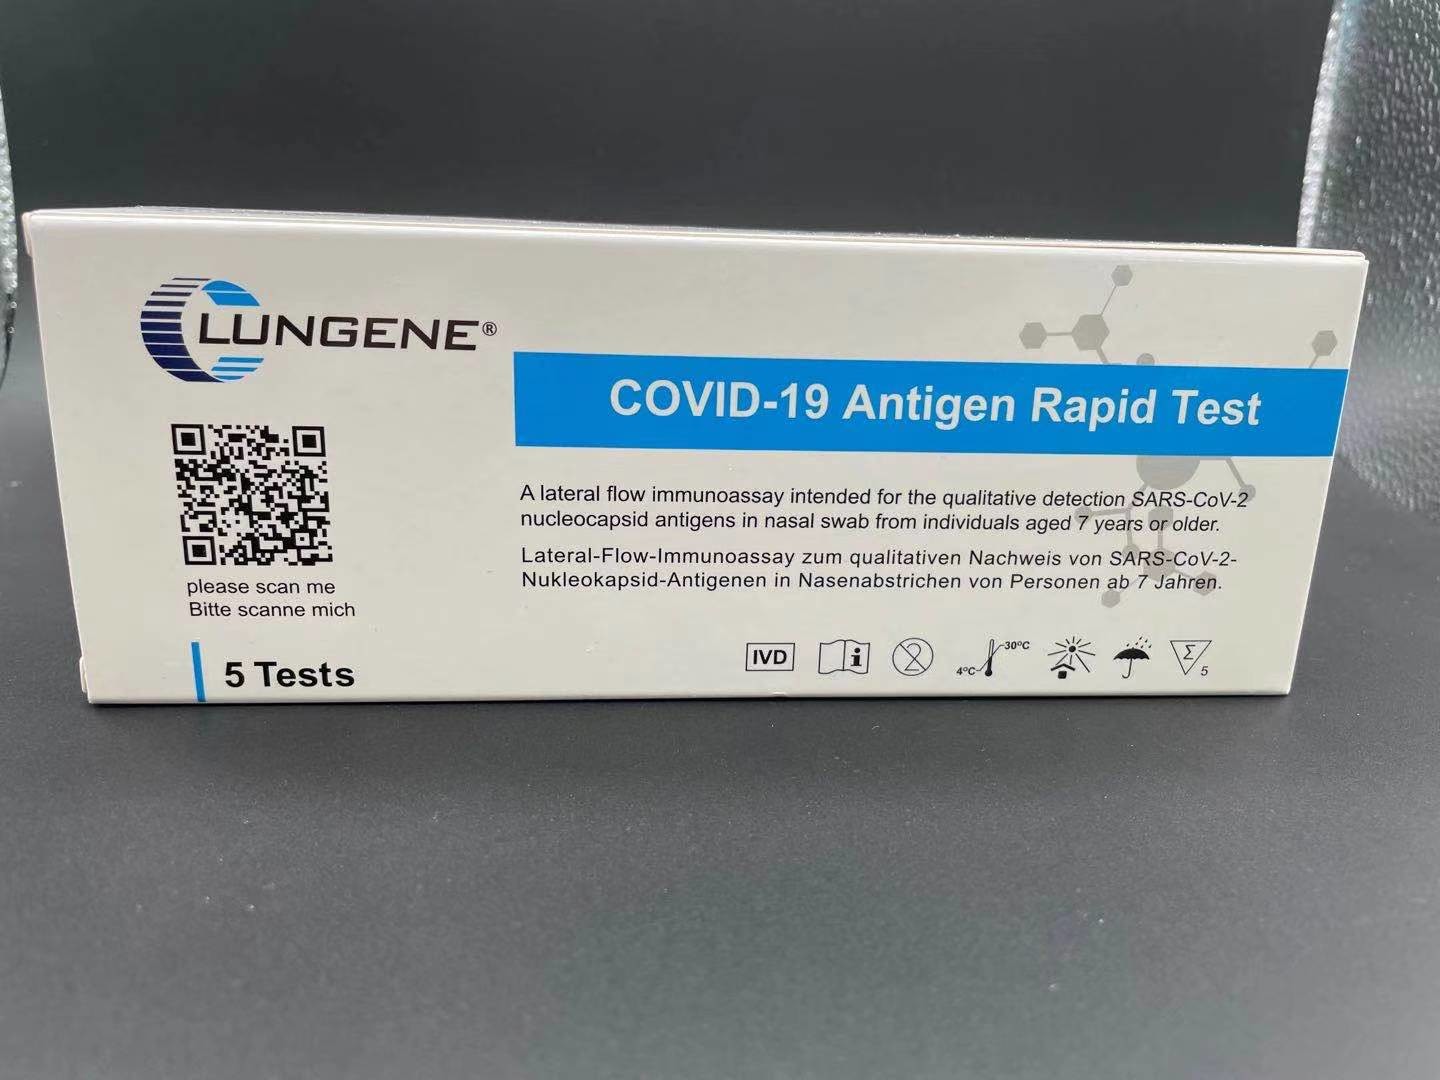 CLUNGENE®
COVID-19 Antigen Rapid Test
A lateral flow immunoassay intended for the qualitative detection SARS-CoV-2
nucleocapsid antigens in nasal swab from individuals aged 7 years or older.
Lateral-Flow-Immunoassay zum qualitativen Nachweis von SARS-CoV-2-
Nukleokapsid-Antigenen in Nasenabstrichen von Personen ab 7 Jahren.
please scan me
Bitte scanne mich
5 Tests
IVD
i
2
4°C
30°C
Σ
5